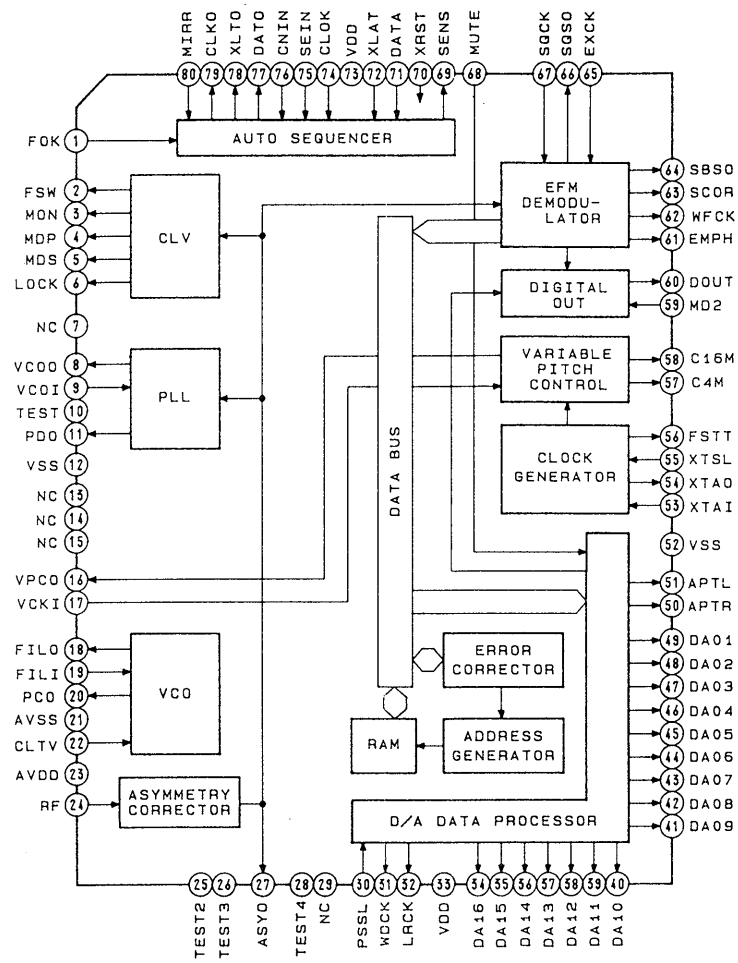 MIRR
CLKO
XLTO
DATO
CNIN
SEIN
CLOK
VDD
XLAT
DATA
XRST
SENS
MUTE
SQCK
SQSO
EXCK
80 79 78 77 76 75 74 73 72 71 70 69 68 67 66 65
FOK 1
AUTO SEQUENCER
FSW 2
MON 3
MDP 4
MDS 5
LOCK 6
CLV
NC 7
VCOO 8
VCOI 9
TEST 10
PDO 11
PLL
VSS 12
NC 13
NC 14
NC 15
VPCO 16
VCKI 17
FILO 18
FILI 19
PCO 20
AVSS 21
CLTV 22
VCO
AVDD 23
RF 24
ASYMMETRY
CORRECTOR
DATA BUS
EFM
DEMODU-
LATOR
DIGITAL
OUT
VARIABLE
PITCH
CONTROL
CLOCK
GENERATOR
ERROR
CORRECTOR
RAM
ADDRESS
GENERATOR
D/A DATA PROCESSOR
64 SBSO
63 SCOR
62 WFCK
61 EMPH
60 DOUT
59 MD2
58 C16M
57 C4M
56 FSTT
55 XTSL
54 XTAO
53 XTAI
52 VSS
51 APTL
50 APTR
49 DA01
48 DA02
47 DA03
46 DA04
45 DA05
44 DA06
43 DA07
42 DA08
41 DA09
25 26 27 28 29 30 31 32 33 34 35 36 37 38 39 40
TEST2
TEST3
ASYO
TEST4
NC
PSSL
WDCK
LRCK
VDD
DA16
DA15
DA14
DA13
DA12
DA11
DA10